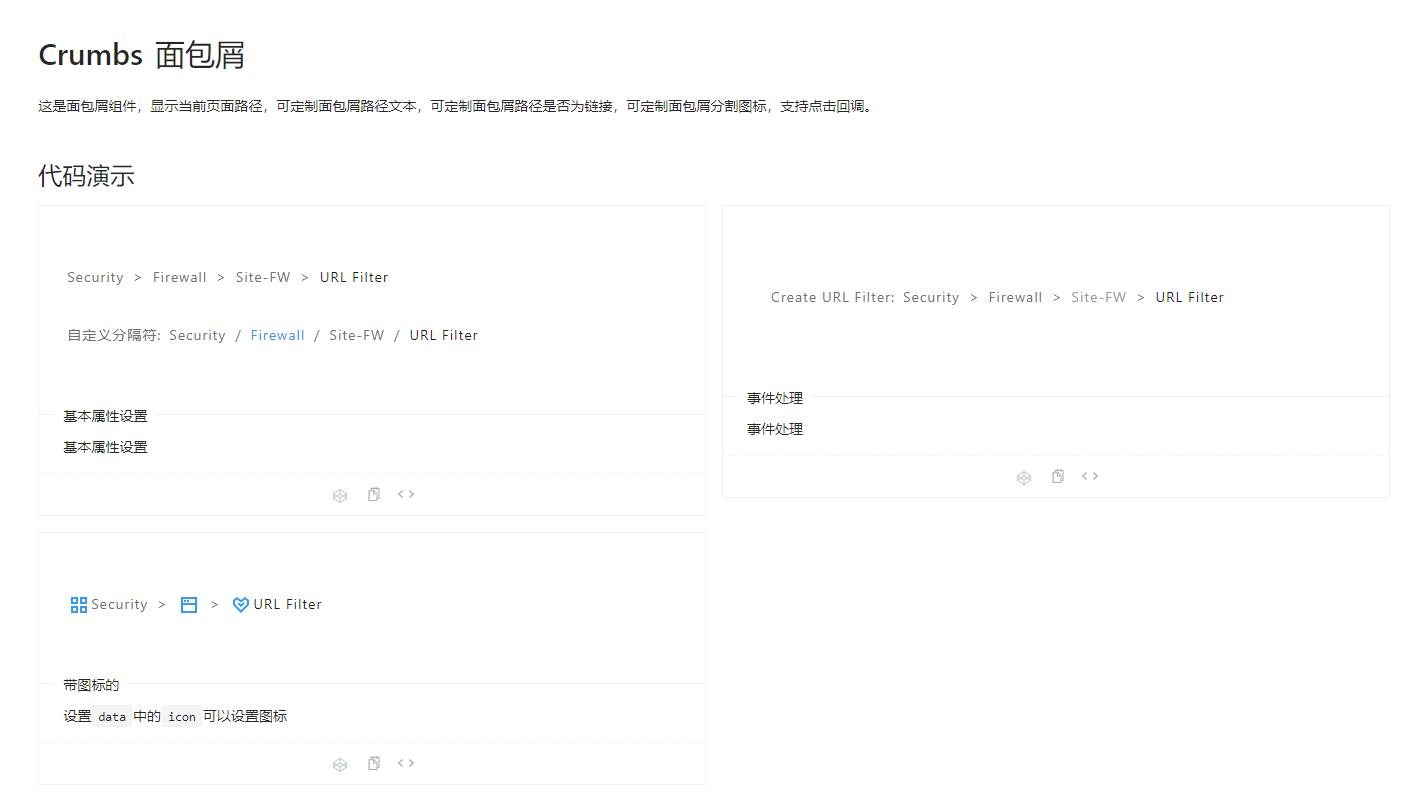 Crumbs 面包屑
这是面包屑组件，显示当前页面路径，可定制面包屑路径文本，可定制面包屑路径是否为链接，可定制面包屑分割图标，支持点击回调。
代码演示
Security > Firewall > Site-FW > URL Filter
自定义分隔符: Security / Firewall / Site-FW / URL Filter
基本属性设置
基本属性设置
Create URL Filter: Security > Firewall > Site-FW > URL Filter
事件处理
事件处理
Security > > URL Filter
带图标的
设置 data 中的 icon 可以设置图标